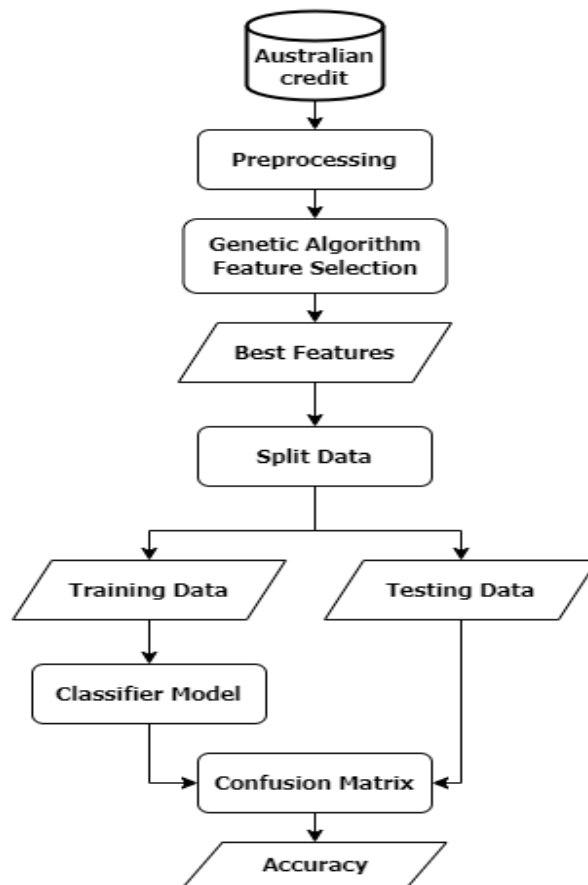 Australian
credit
Preprocessing
Genetic Algorithm
Feature Selection
Best Features
Split Data
Training Data
Testing Data
Classifier Model
Confusion Matrix
Accuracy